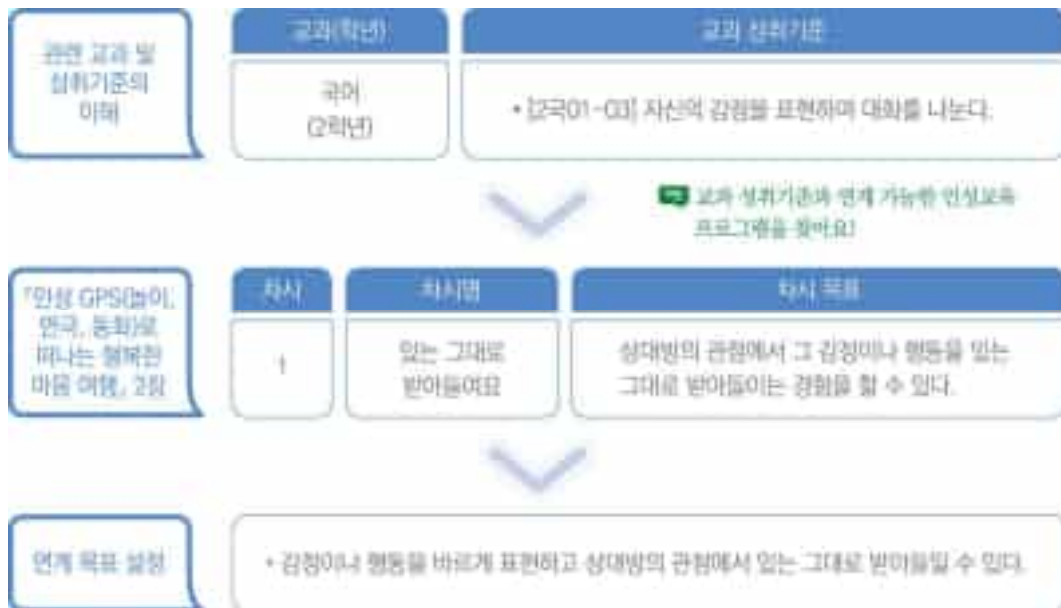 관련 교과 및
성취기준의
이해
교과(학년)
교과 성취기준
국어
(2학년)
• [2국01-03] 자신의 감정을 표현하며 대화를 나눈다.
교과 성취기준과 연계 가능한 인성교육
프로그램을 찾아요!
『인성 GPS(놀이,
연극, 동화)로
떠나는 행복한
마음 여행』 2장
차시
차시명
차시 목표
1
있는 그대로
받아들여요
상대방의 관점에서 그 감정이나 행동을 있는
그대로 받아들이는 경험을 할 수 있다.
연계 목표 설정
• 감정이나 행동을 바르게 표현하고 상대방의 관점에서 있는 그대로 받아들일 수 있다.